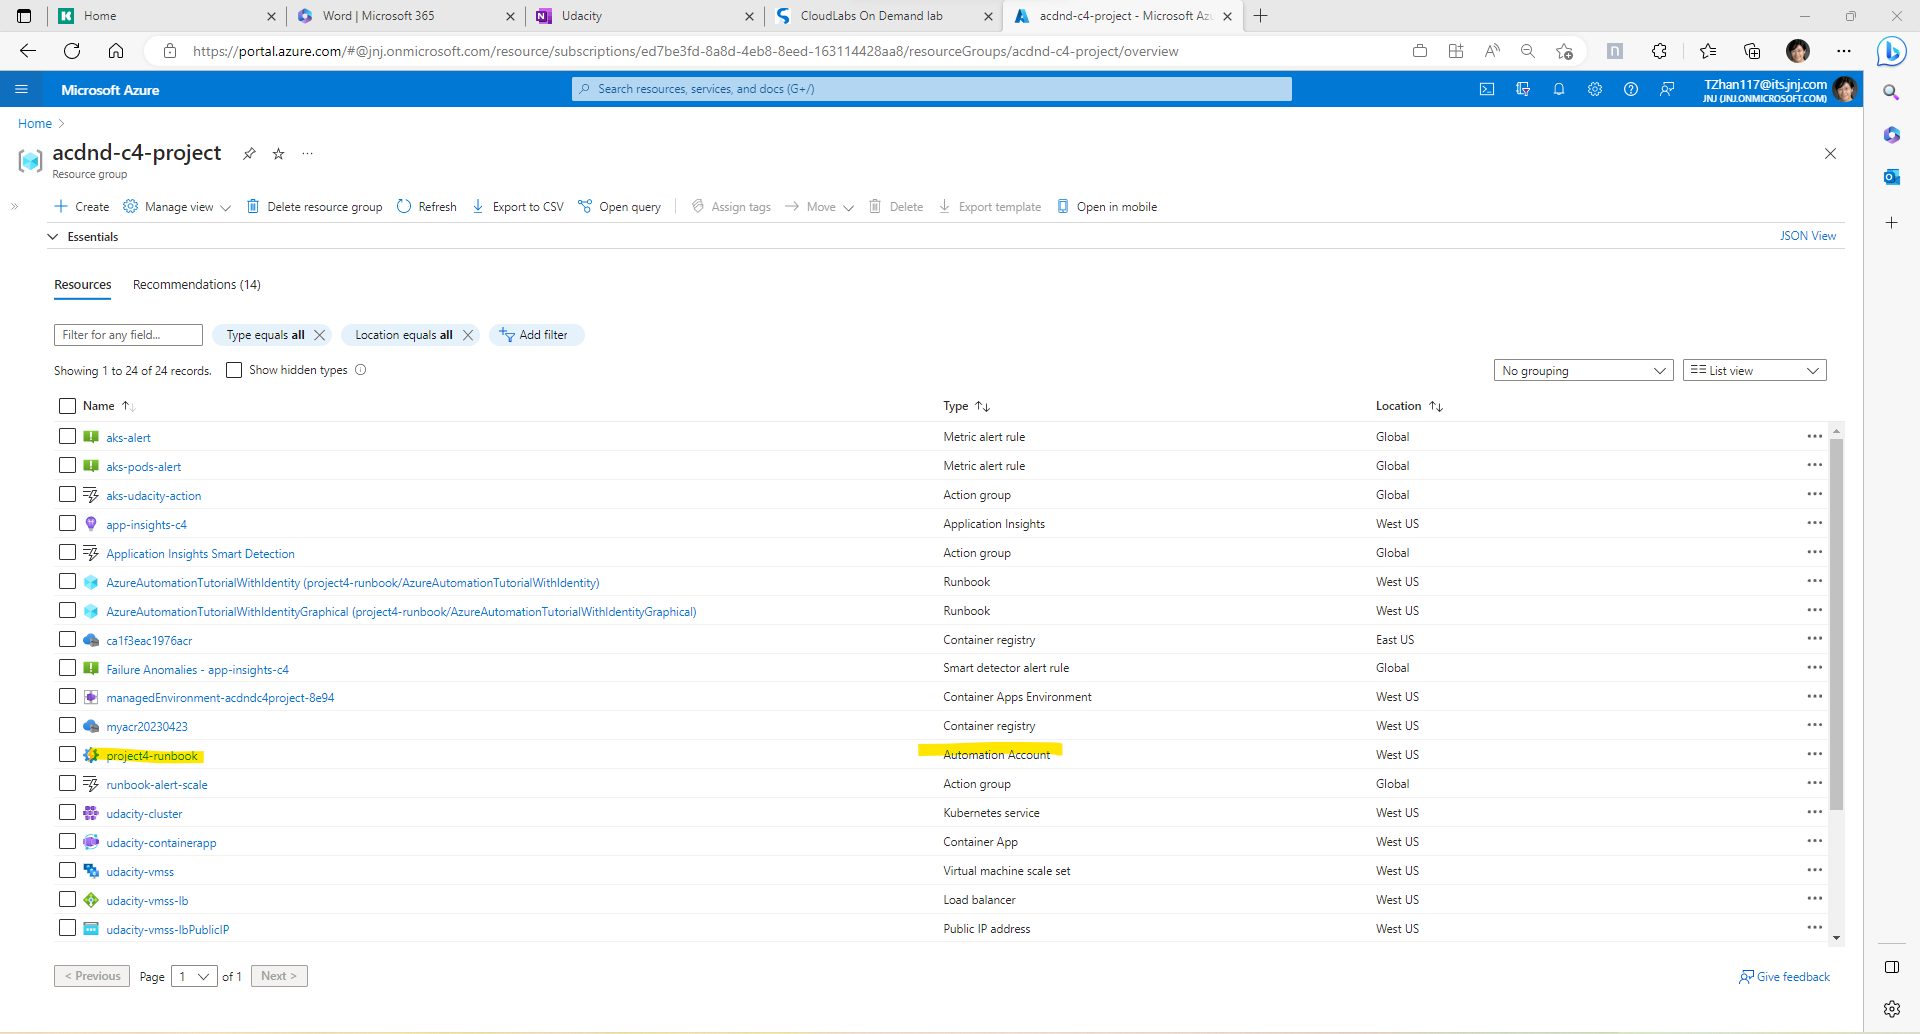 Home
Word | Microsoft 365
Udacity
CloudLabs On Demand lab
acdnd-c4-project - Microsoft Az
https://portal.azure.com/#@jnj.onmicrosoft.com/resource/subscriptions/ed7be3fd-8a8d-4eb8-8eed-163114428aa8/resourceGroups/acdnd-c4-project/overview
Microsoft Azure
Search resources, services, and docs (G+/)
TZhan117@its.jnj.com
JNJ (JNJ.ONMICROSOFT.COM)
Home >
acdnd-c4-project
Resource group
Create Manage view Delete resource group Refresh Export to CSV Open query Assign tags Move Delete Export template Open in mobile
Essentials JSON View
Resources Recommendations (14)
Filter for any field... Type equals all Location equals all Add filter
Showing 1 to 24 of 24 records. Show hidden types No grouping List view
Name Type Location
aks-alert Metric alert rule Global
aks-pods-alert Metric alert rule Global
aks-udacity-action Action group Global
app-insights-c4 Application Insights West US
Application Insights Smart Detection Action group Global
AzureAutomationTutorialWithIdentity (project4-runbook/AzureAutomationTutorialWithIdentity) Runbook West US
AzureAutomationTutorialWithIdentityGraphical (project4-runbook/AzureAutomationTutorialWithIdentityGraphical) Runbook West US
ca1f3eac1976acr Container registry East US
Failure Anomalies - app-insights-c4 Smart detector alert rule Global
managedEnvironment-acdndc4project-8e94 Container Apps Environment West US
myacr20230423 Container registry West US
project4-runbook Automation Account West US
runbook-alert-scale Action group Global
udacity-cluster Kubernetes service West US
udacity-containerapp Container App West US
udacity-vmss Virtual machine scale set West US
udacity-vmss-lb Load balancer West US
udacity-vmss-lbPublicIP Public IP address West US
< Previous Page 1 of 1 Next > Give feedback